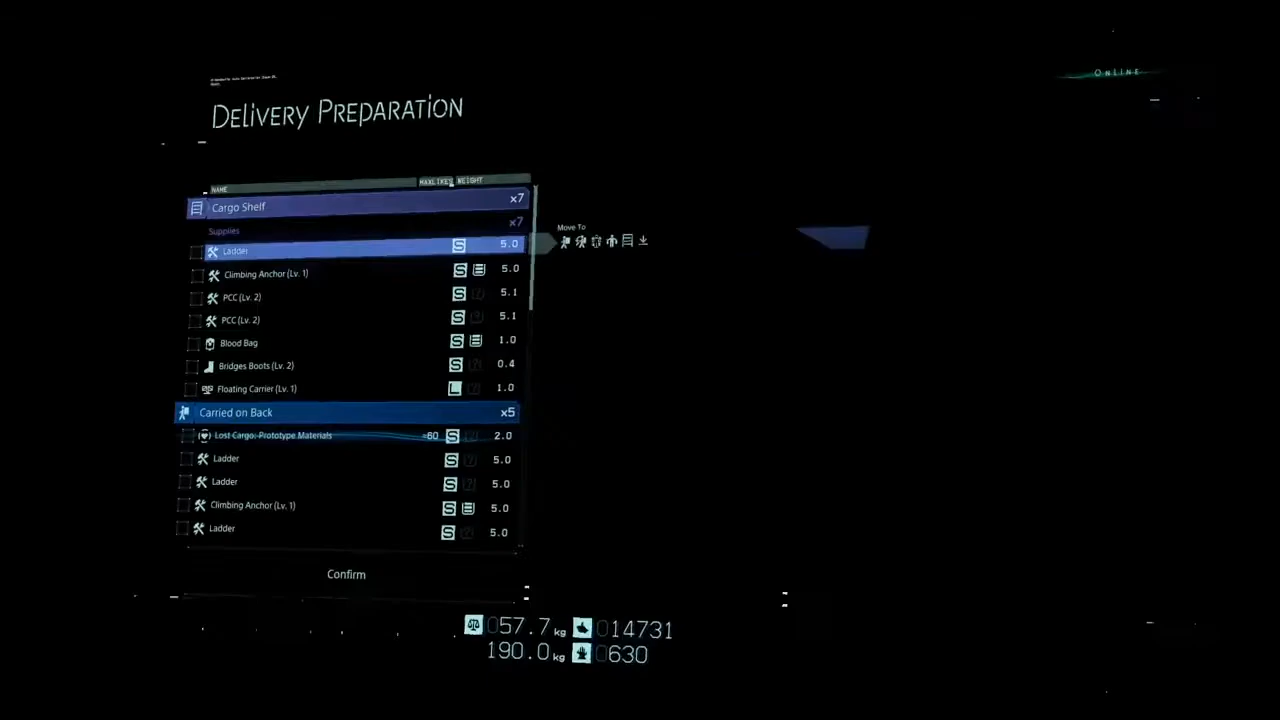 ONLINE
Delivery Preparation
NAME MAXLIKE WEIGHT
Cargo Shelf x7
Supplies x7
Ladder S 5.0
Climbing Anchor (Lv. 1) S 5.0
PCC (Lv. 2) S 5.1
PCC (Lv. 2) S 5.1
Blood Bag S 1.0
Bridges Boots (Lv. 2) S 0.4
Floating Carrier (Lv. 1) L 1.0
Move To
Carried on Back x5
Lost Cargo: Prototype Materials ≈60 S 2.0
Ladder S 5.0
Ladder S 5.0
Climbing Anchor (Lv. 1) S 5.0
Ladder S 5.0
Confirm
057.7 kg 014731
190.0 kg 0630